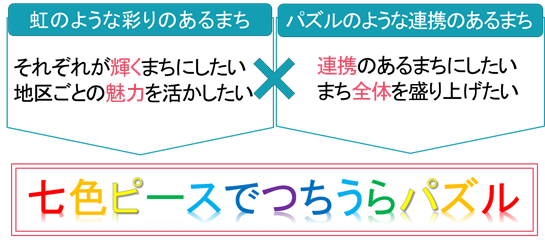 虹のような彩りのあるまち
それぞれが輝くまちにしたい
地区ごとの魅力を活かしたい
×
パズルのような連携のあるまち
連携のあるまちにしたい
まち全体を盛り上げたい
七色ピースでつちうらパズル